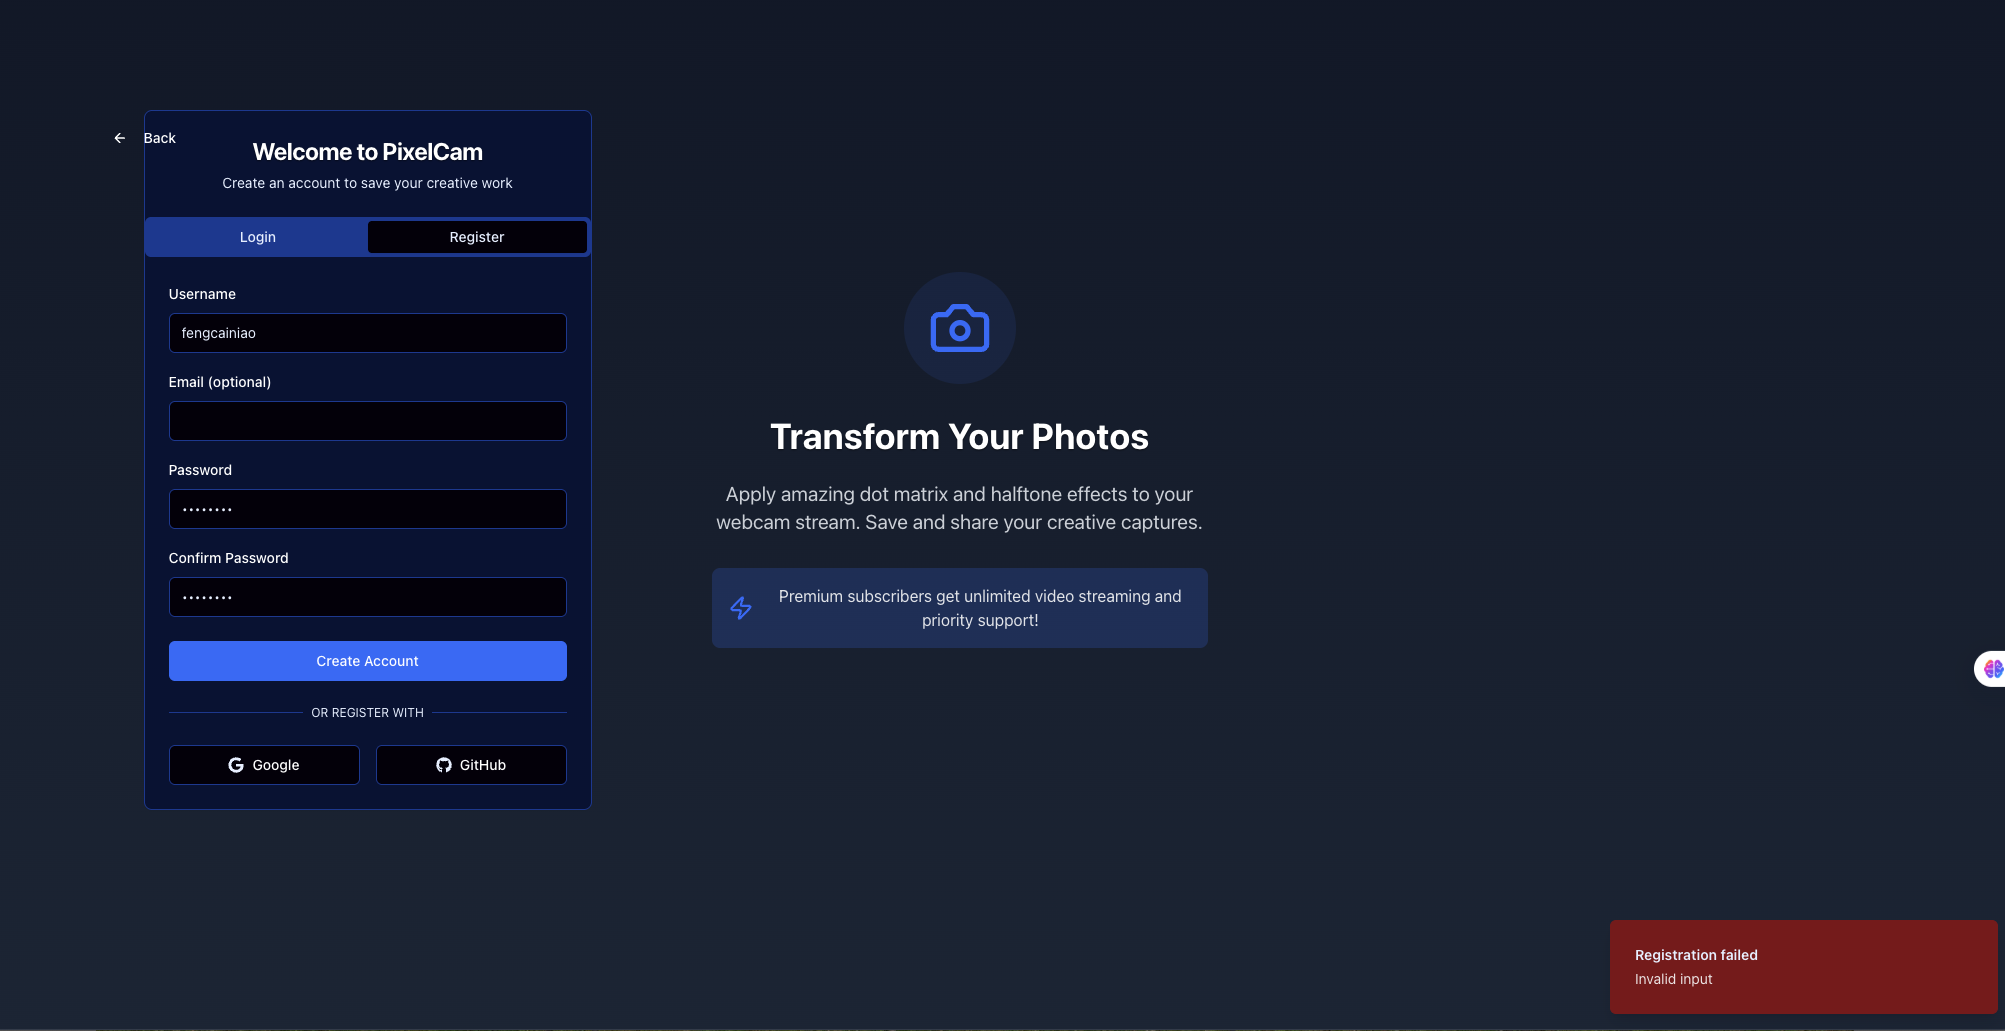 Back
Welcome to PixelCam
Create an account to save your creative work
Login
Register
Username
fengcainiao
Email (optional)
Password
••••••••
Confirm Password
••••••••
Create Account
OR REGISTER WITH
Google
GitHub
Transform Your Photos
Apply amazing dot matrix and halftone effects to your
webcam stream. Save and share your creative captures.
Premium subscribers get unlimited video streaming and
priority support!
Registration failed
Invalid input